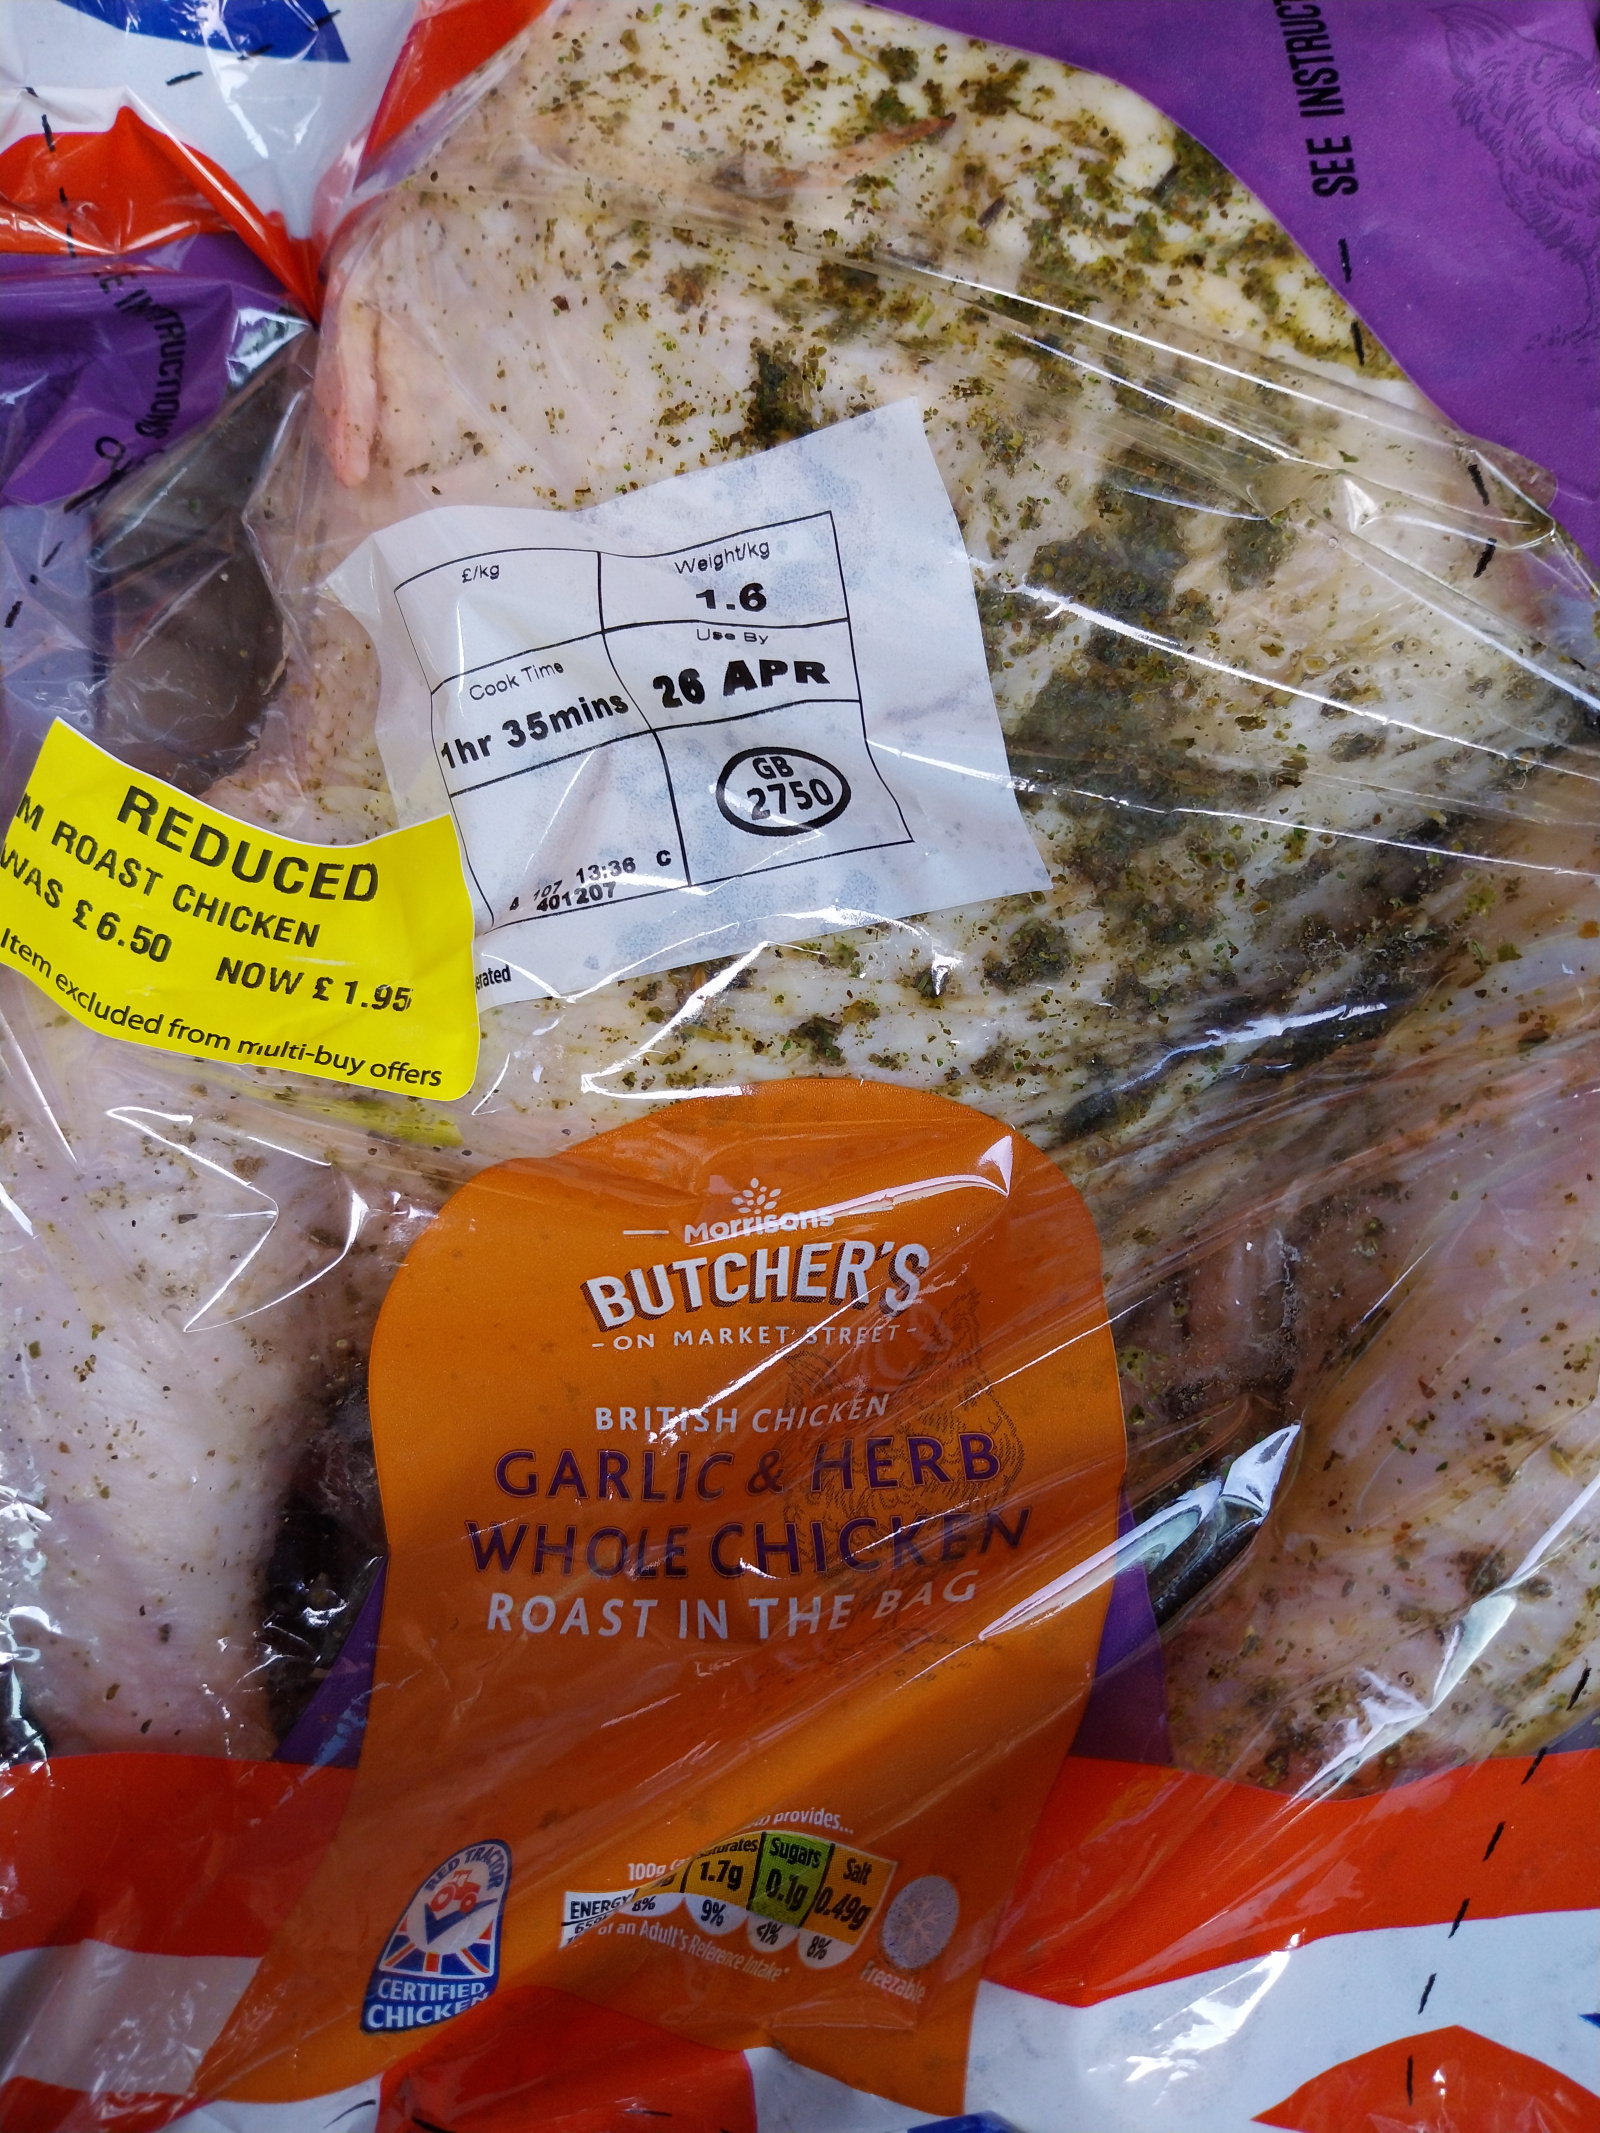 SEE INSTRUCT
£/kg
Weight/kg
1.6
Use By
26 APR
Cook Time
1hr 35mins
GB
2750
107 13:36 C
401207
erated
REDUCED
M ROAST CHICKEN
WAS £6.50 NOW £1.95
Item excluded from multi-buy offers
Morrisons
BUTCHER'S
- ON MARKET STREET -
BRITISH CHICKEN
GARLIC & HERB
WHOLE CHICKEN
ROAST IN THE BAG
RED TRACTOR
CERTIFIED
CHICKEN
provides...
100g
ENERGY
8%
Saturates
1.7g
9%
Sugars
0.1g
<1%
Salt
0.49g
8%
of an Adult's Reference Intake*
Freezable